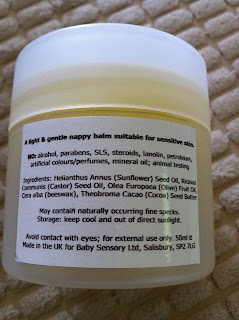 A light & gentle nappy balm suitable for sensitive skin.
NO: alcohol, parabens, SLS, steroids, lanolin, petroleum,
artificial colours/perfumes, mineral oil; animal testing
Ingredients: Helianthus Annus (Sunflower) Seed Oil, Ricinus
Communis (Castor) Seed Oil, Olea Europaea (Olive) Fruit Oil,
Cera alba (beeswax), Theobroma Cacao (Cocoa) Seed Butter
May contain naturally occurring fine specks.
Storage: keep cool and out of direct sunlight.
Avoid contact with eyes; for external use only. 50ml e
Made in the UK for Baby Sensory Ltd, Salisbury, SP2 7LG